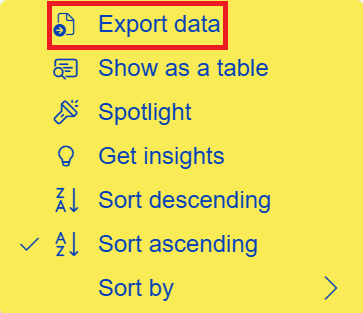 Export data
Show as a table
Spotlight
Get insights
Sort descending
Sort ascending
Sort by